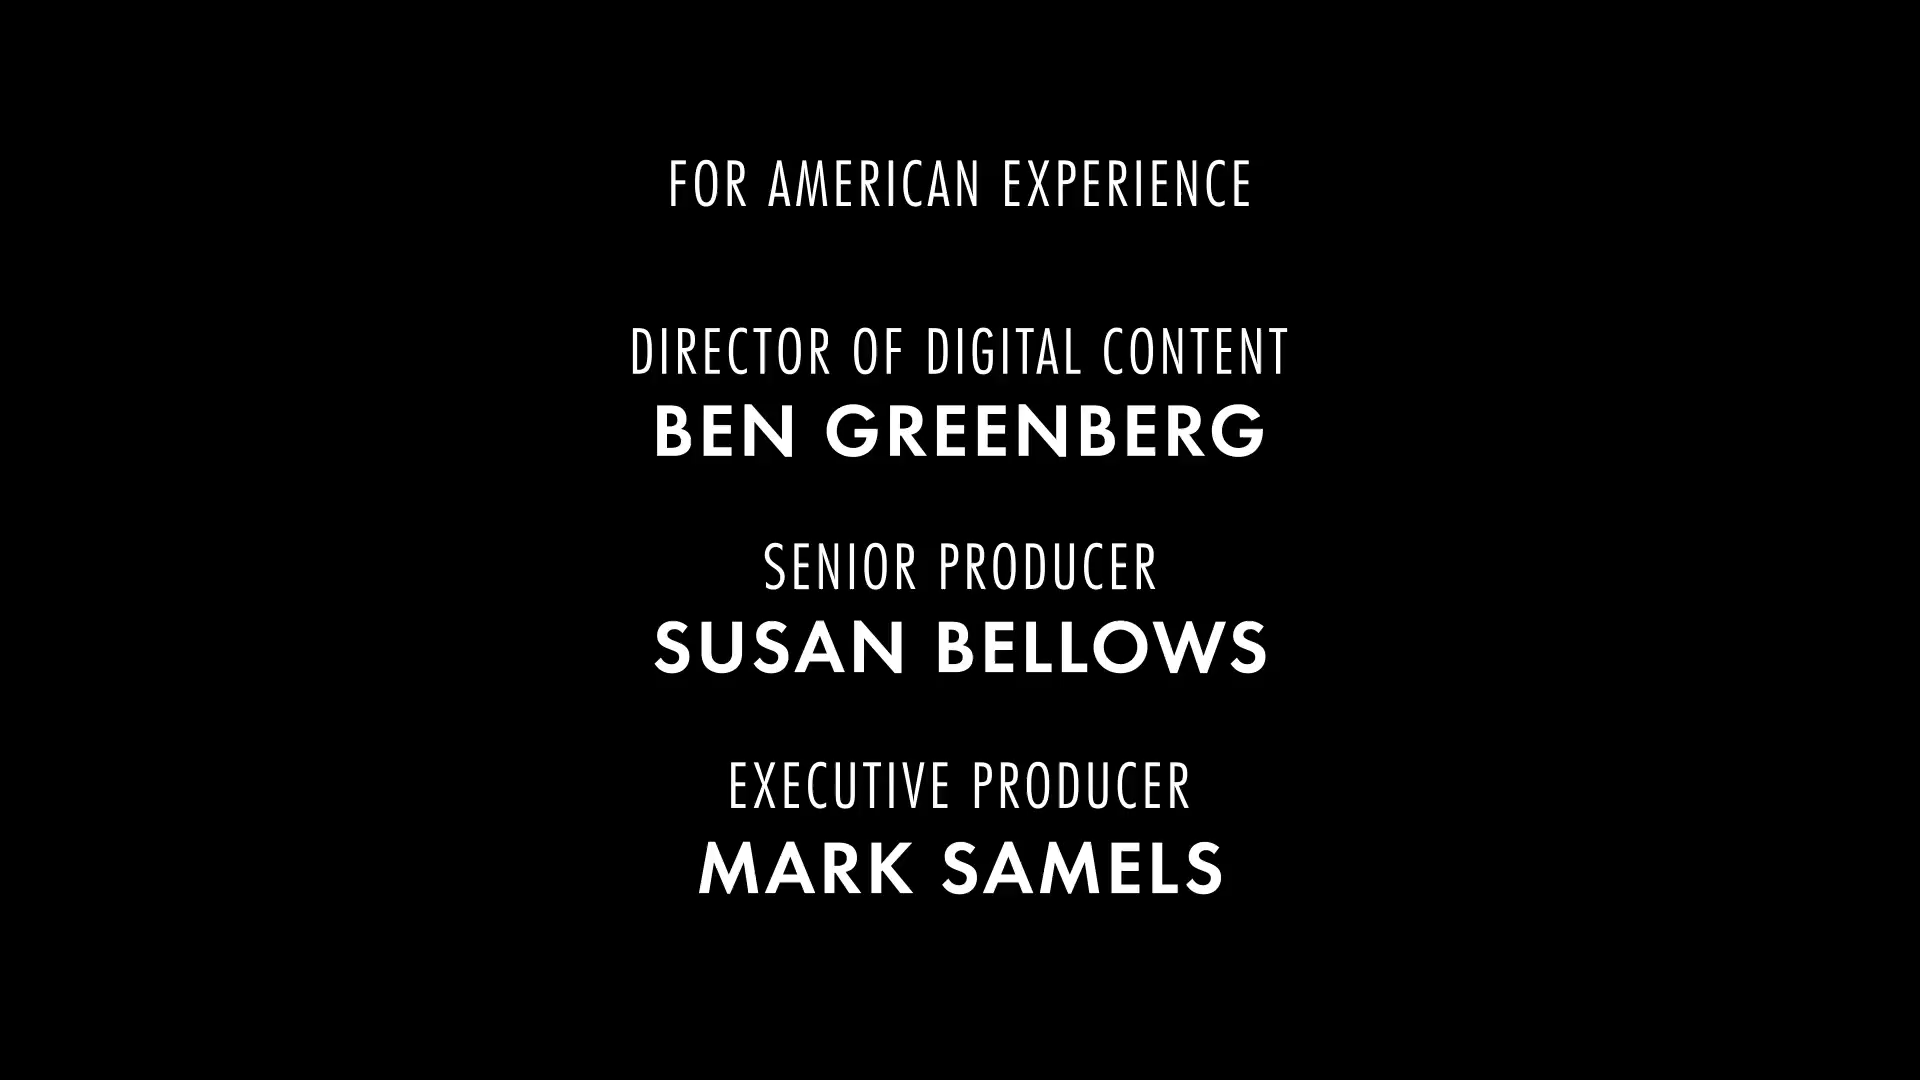 FOR AMERICAN EXPERIENCE
DIRECTOR OF DIGITAL CONTENT
BEN GREENBERG
SENIOR PRODUCER
SUSAN BELLOWS
EXECUTIVE PRODUCER
MARK SAMELS